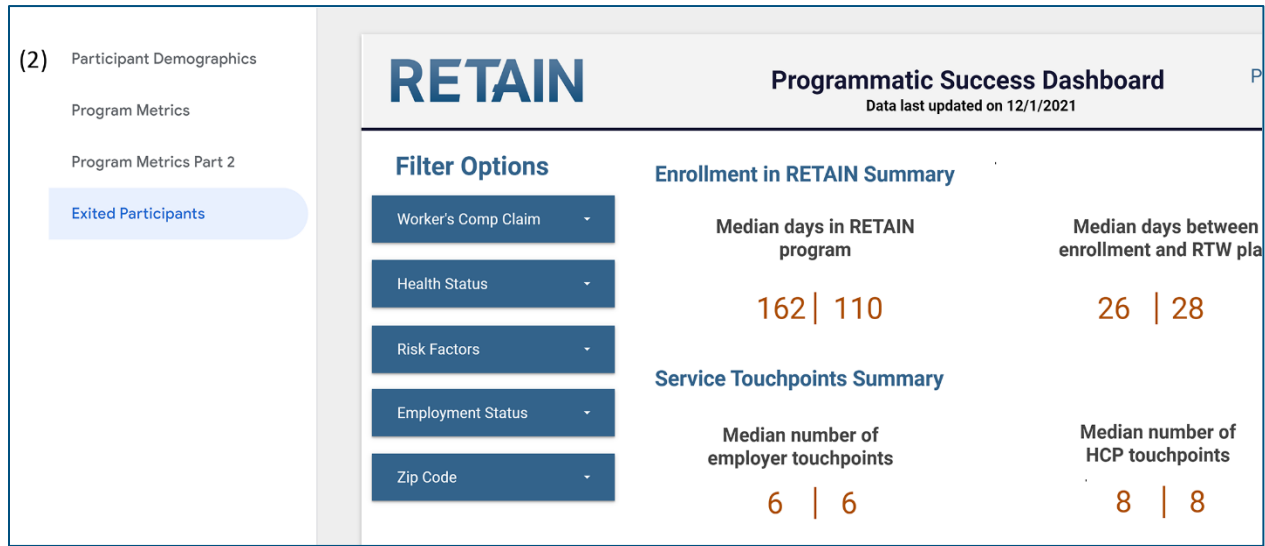 (2)
Participant Demographics
Program Metrics
Program Metrics Part 2
Exited Participants
RETAIN
Programmatic Success Dashboard
Data last updated on 12/1/2021
P
Filter Options
Worker's Comp Claim
Health Status
Risk Factors
Employment Status
Zip Code
Enrollment in RETAIN Summary
Median days in RETAIN
program
162 | 110
Median days between
enrollment and RTW pla
26 | 28
Service Touchpoints Summary
Median number of
employer touchpoints
6 | 6
Median number of
HCP touchpoints
8 | 8